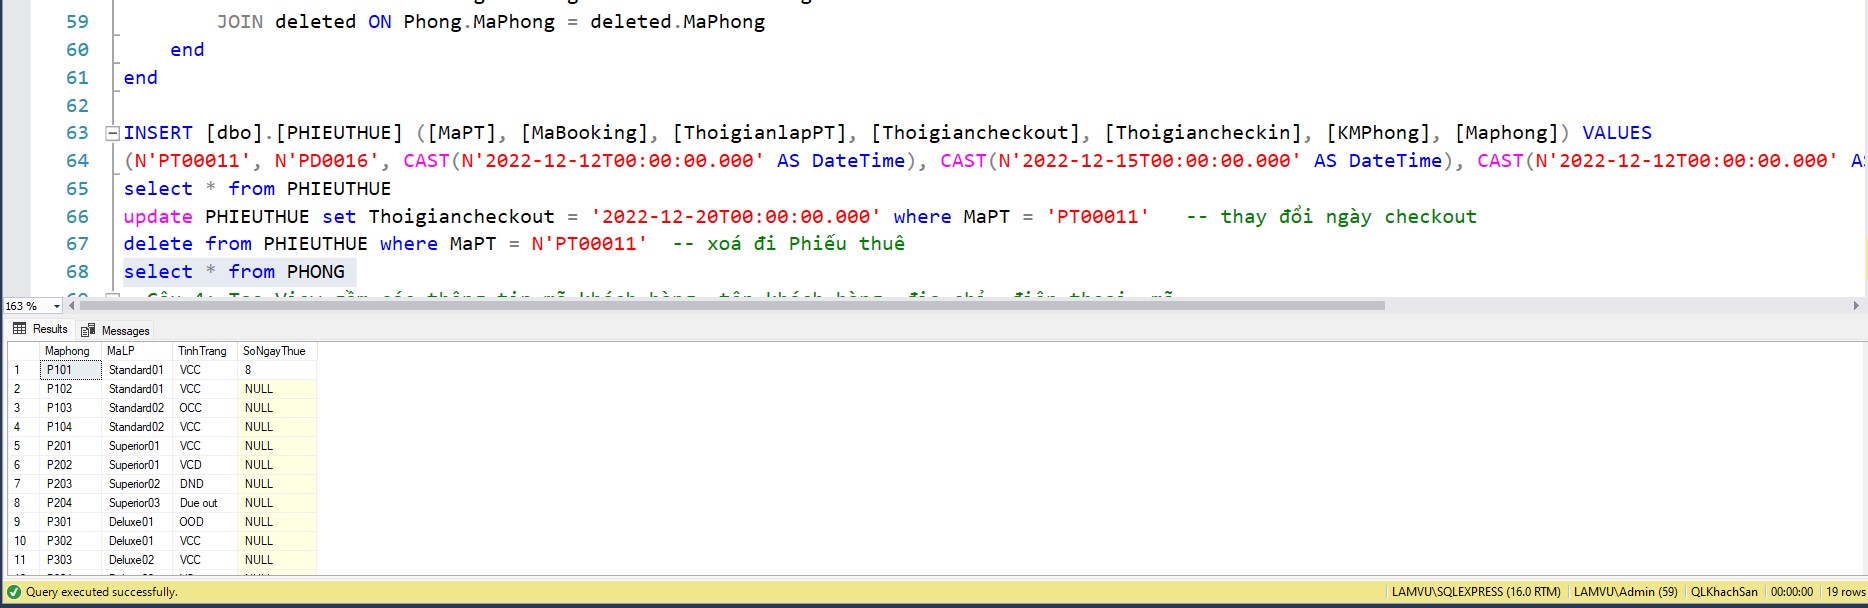 59 JOIN deleted ON Phong.MaPhong = deleted.MaPhong
60 end
61 end
62
63 INSERT [dbo].[PHIEUTHUE] ([MaPT], [MaBooking], [ThoigianlapPT], [Thoigiancheckout], [Thoigiancheckin], [KMPhong], [Maphong]) VALUES
64 (N'PT00011', N'PD0016', CAST(N'2022-12-12T00:00:00.000' AS DateTime), CAST(N'2022-12-15T00:00:00.000' AS DateTime), CAST(N'2022-12-12T00:00:00.000' AS
65 select * from PHIEUTHUE
66 update PHIEUTHUE set Thoigiancheckout = '2022-12-20T00:00:00.000' where MaPT = 'PT00011' -- thay đổi ngày checkout
67 delete from PHIEUTHUE where MaPT = N'PT00011' -- xoá đi Phiếu thuê
68 select * from PHONG
163 %
Results Messages
Maphong MaLP TinhTrang SoNgayThue
1 P101 Standard01 VCC 8
2 P102 Standard01 VCC NULL
3 P103 Standard02 OCC NULL
4 P104 Standard02 VCC NULL
5 P201 Superior01 VCC NULL
6 P202 Superior01 VCD NULL
7 P203 Superior02 DND NULL
8 P204 Superior03 Due out NULL
9 P301 Deluxe01 OOD NULL
10 P302 Deluxe01 VCC NULL
11 P303 Deluxe02 VCC NULL
Query executed successfully. LAMVU\SQLEXPRESS (16.0 RTM) LAMVU\Admin (59) QLKhachSan 00:00:00 19 rows